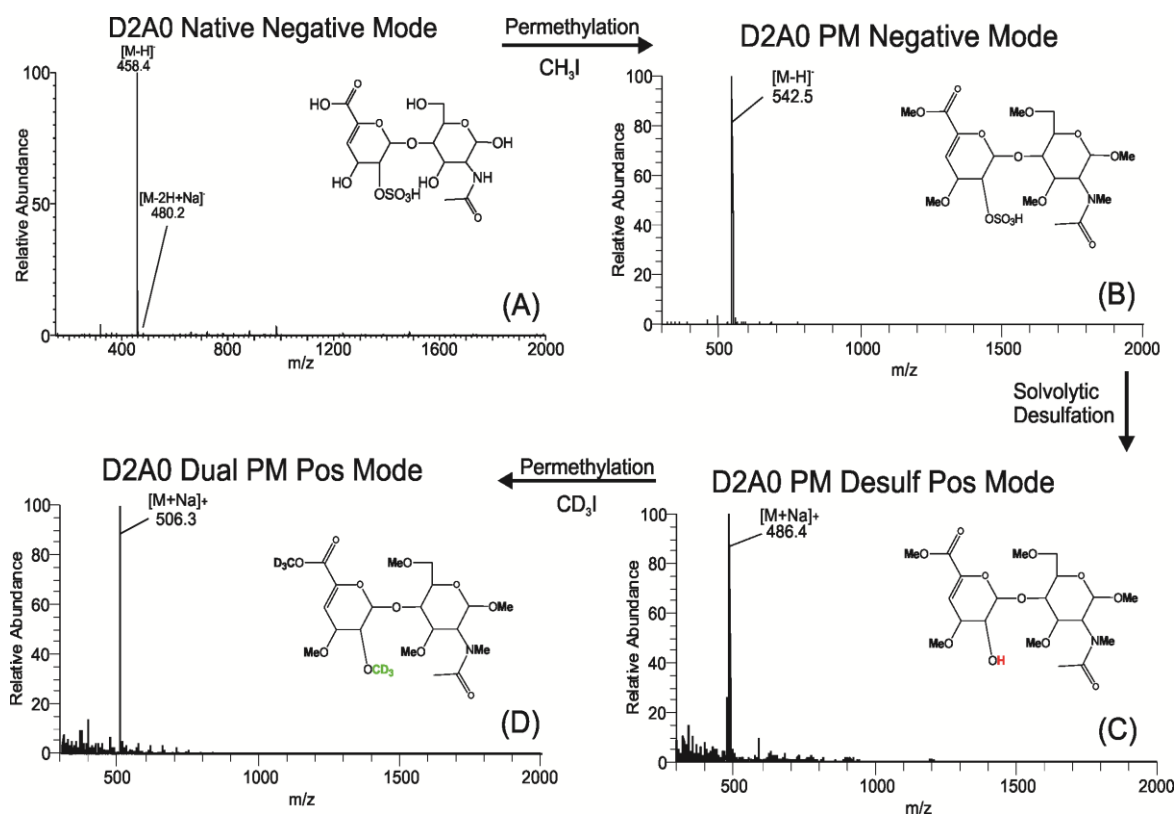 D2A0 Native Negative Mode
[M-H]-
458.4
[M-2H+Na]-
480.2
Relative Abundance
100
50
0
400
800
1200
1600
2000
m/z
HO
O
O
HO
HO
O
OH
O
HO
OSO3H
HO
NH
O
(A)
Permethylation
CH3I
D2A0 PM Negative Mode
[M-H]-
542.5
Relative Abundance
100
80
60
40
20
0
500
1000
1500
2000
m/z
MeO
O
O
MeO
O
O
OMe
MeO
OSO3H
MeO
NMe
O
(B)
Solvolytic
Desulfation
D2A0 Dual PM Pos Mode
[M+Na]+
506.3
Relative Abundance
100
80
60
40
20
0
500
1000
1500
2000
m/z
D3CO
O
O
MeO
O
O
OMe
MeO
OCD3
MeO
NMe
O
(D)
Permethylation
CD3I
D2A0 PM Desulf Pos Mode
[M+Na]+
486.4
Relative Abundance
100
80
60
40
20
0
500
1000
1500
2000
m/z
MeO
O
O
MeO
O
O
OMe
MeO
OH
MeO
NMe
O
(C)